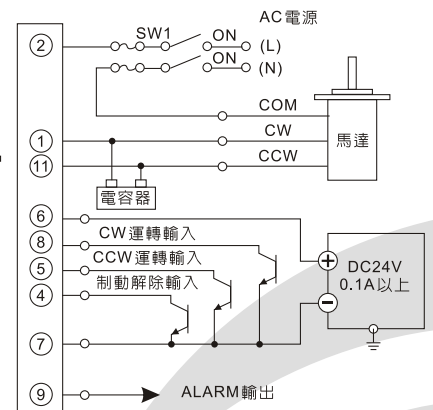 AC電源
SW1
ON
(L)
2
ON
(N)
COM
CW
1
馬達
CCW
11
電容器
6
CW運轉輸入
8
CCW運轉輸入
DC24V
5
0.1A以上
制動解除輸入
4
7
9
ALARM輸出